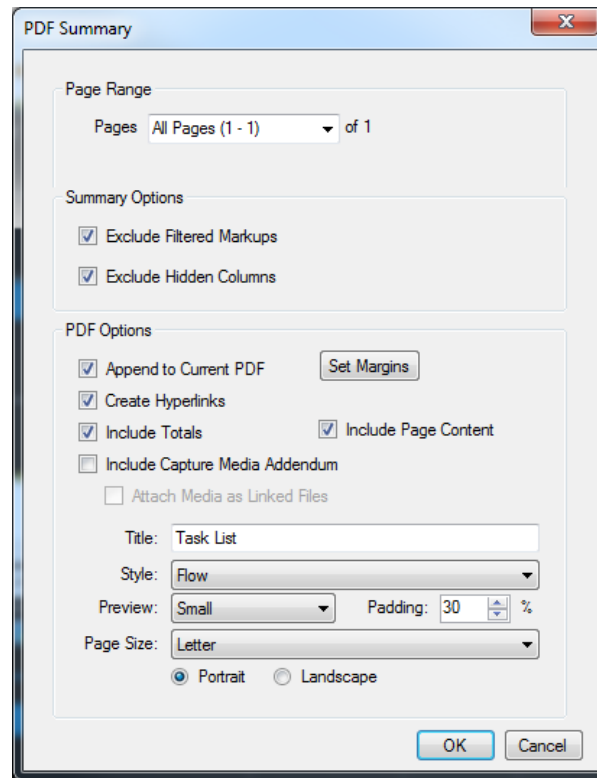 PDF Summary
Page Range
Pages All Pages (1 - 1) of 1
Summary Options
Exclude Filtered Markups
Exclude Hidden Columns
PDF Options
Append to Current PDF Set Margins
Create Hyperlinks
Include Totals Include Page Content
Include Capture Media Addendum
Attach Media as Linked Files
Title: Task List
Style: Flow
Preview: Small Padding: 30 %
Page Size: Letter
Portrait Landscape
OK Cancel